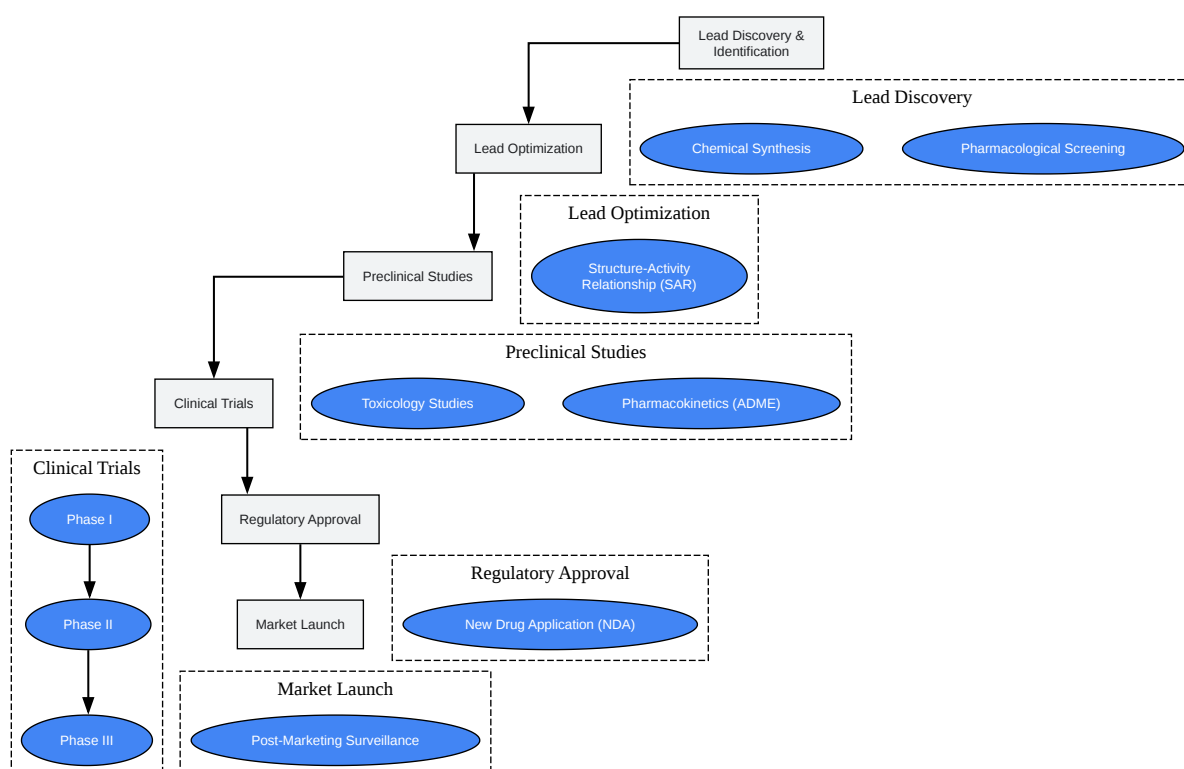 Lead Discovery &
Identification
Lead Discovery
Chemical Synthesis
Pharmacological Screening
Lead Optimization
Lead Optimization
Structure-Activity
Relationship (SAR)
Preclinical Studies
Preclinical Studies
Toxicology Studies
Pharmacokinetics (ADME)
Clinical Trials
Clinical Trials
Phase I
Phase II
Phase III
Regulatory Approval
Regulatory Approval
New Drug Application (NDA)
Market Launch
Market Launch
Post-Marketing Surveillance